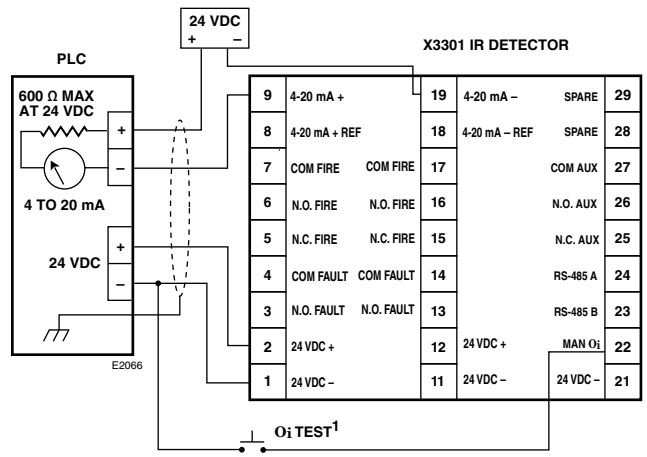 24 VDC
+ –
X3301 IR DETECTOR
PLC
600 Ω MAX
AT 24 VDC
+
–
4 TO 20 mA
24 VDC
+
–
E2066
9 4-20 mA + 19 4-20 mA – SPARE 29
8 4-20 mA + REF 18 4-20 mA – REF SPARE 28
7 COM FIRE COM FIRE 17 COM AUX 27
6 N.O. FIRE N.O. FIRE 16 N.O. AUX 26
5 N.C. FIRE N.C. FIRE 15 N.C. AUX 25
4 COM FAULT COM FAULT 14 RS-485 A 24
3 N.O. FAULT N.O. FAULT 13 RS-485 B 23
2 24 VDC + 12 24 VDC + MAN Oi 22
1 24 VDC – 11 24 VDC – 24 VDC – 21
Oi TEST1